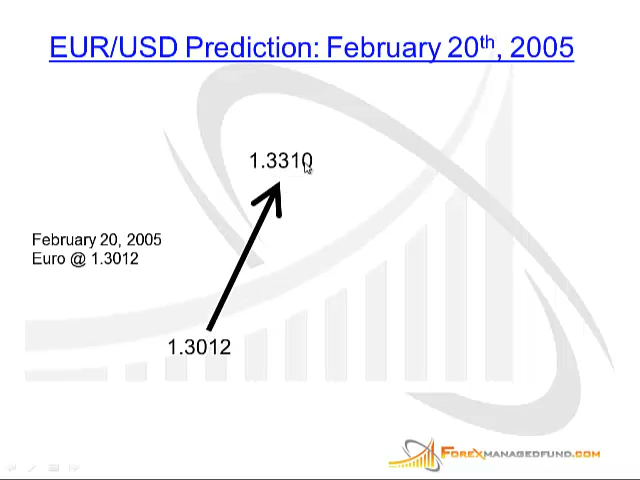 EUR/USD Prediction: February 20th, 2005
1.3310
February 20, 2005
Euro @ 1.3012
1.3012
FOREXMANAGEDFUND.COM